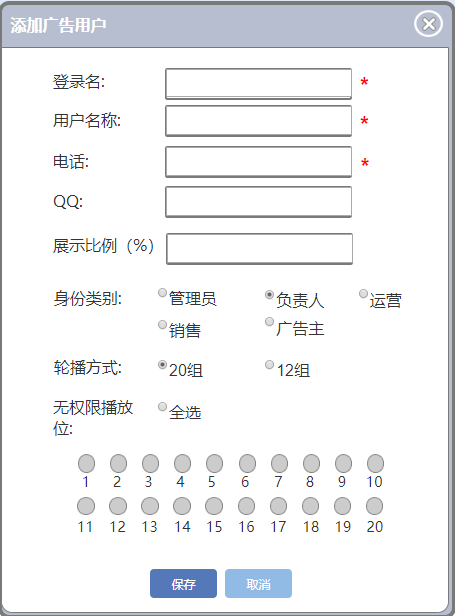 添加广告用户
登录名: *
用户名称: *
电话: *
QQ:
展示比例（%）
身份类别: 管理员 负责人 运营
销售 广告主
轮播方式: 20组 12组
无权限播放 全选
位:
1 2 3 4 5 6 7 8 9 10
11 12 13 14 15 16 17 18 19 20
保存 取消